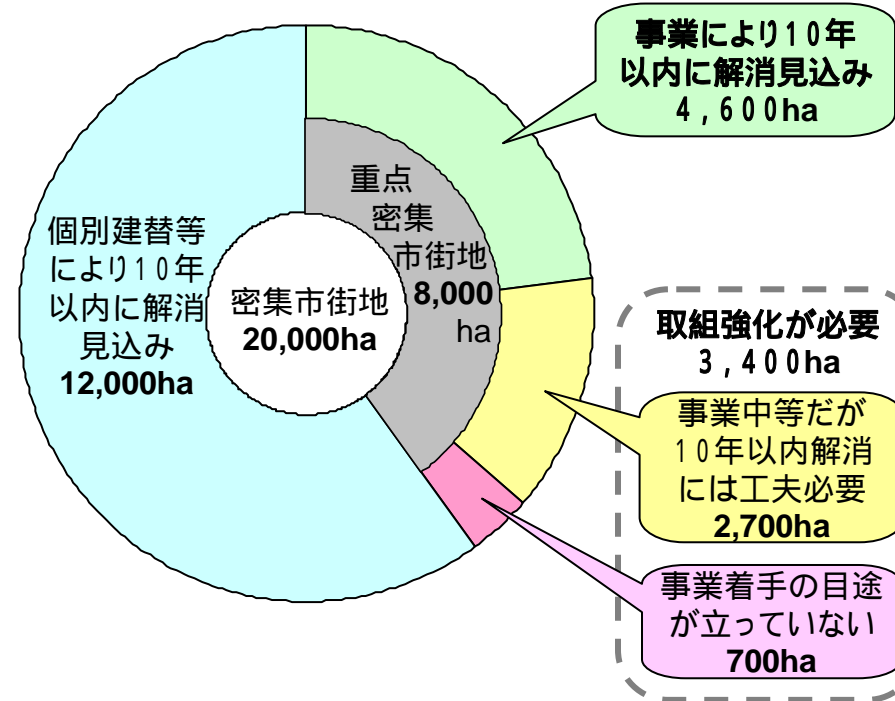 事業により10年
以内に解消見込み
4,600ha
重点
密集
市街地
8,000
ha
個別建替等
により10年
以内に解消
見込み
12,000ha
密集市街地
20,000ha
取組強化が必要
3,400ha
事業中等だが
10年以内解消
には工夫必要
2,700ha
事業着手の目途
が立っていない
700ha